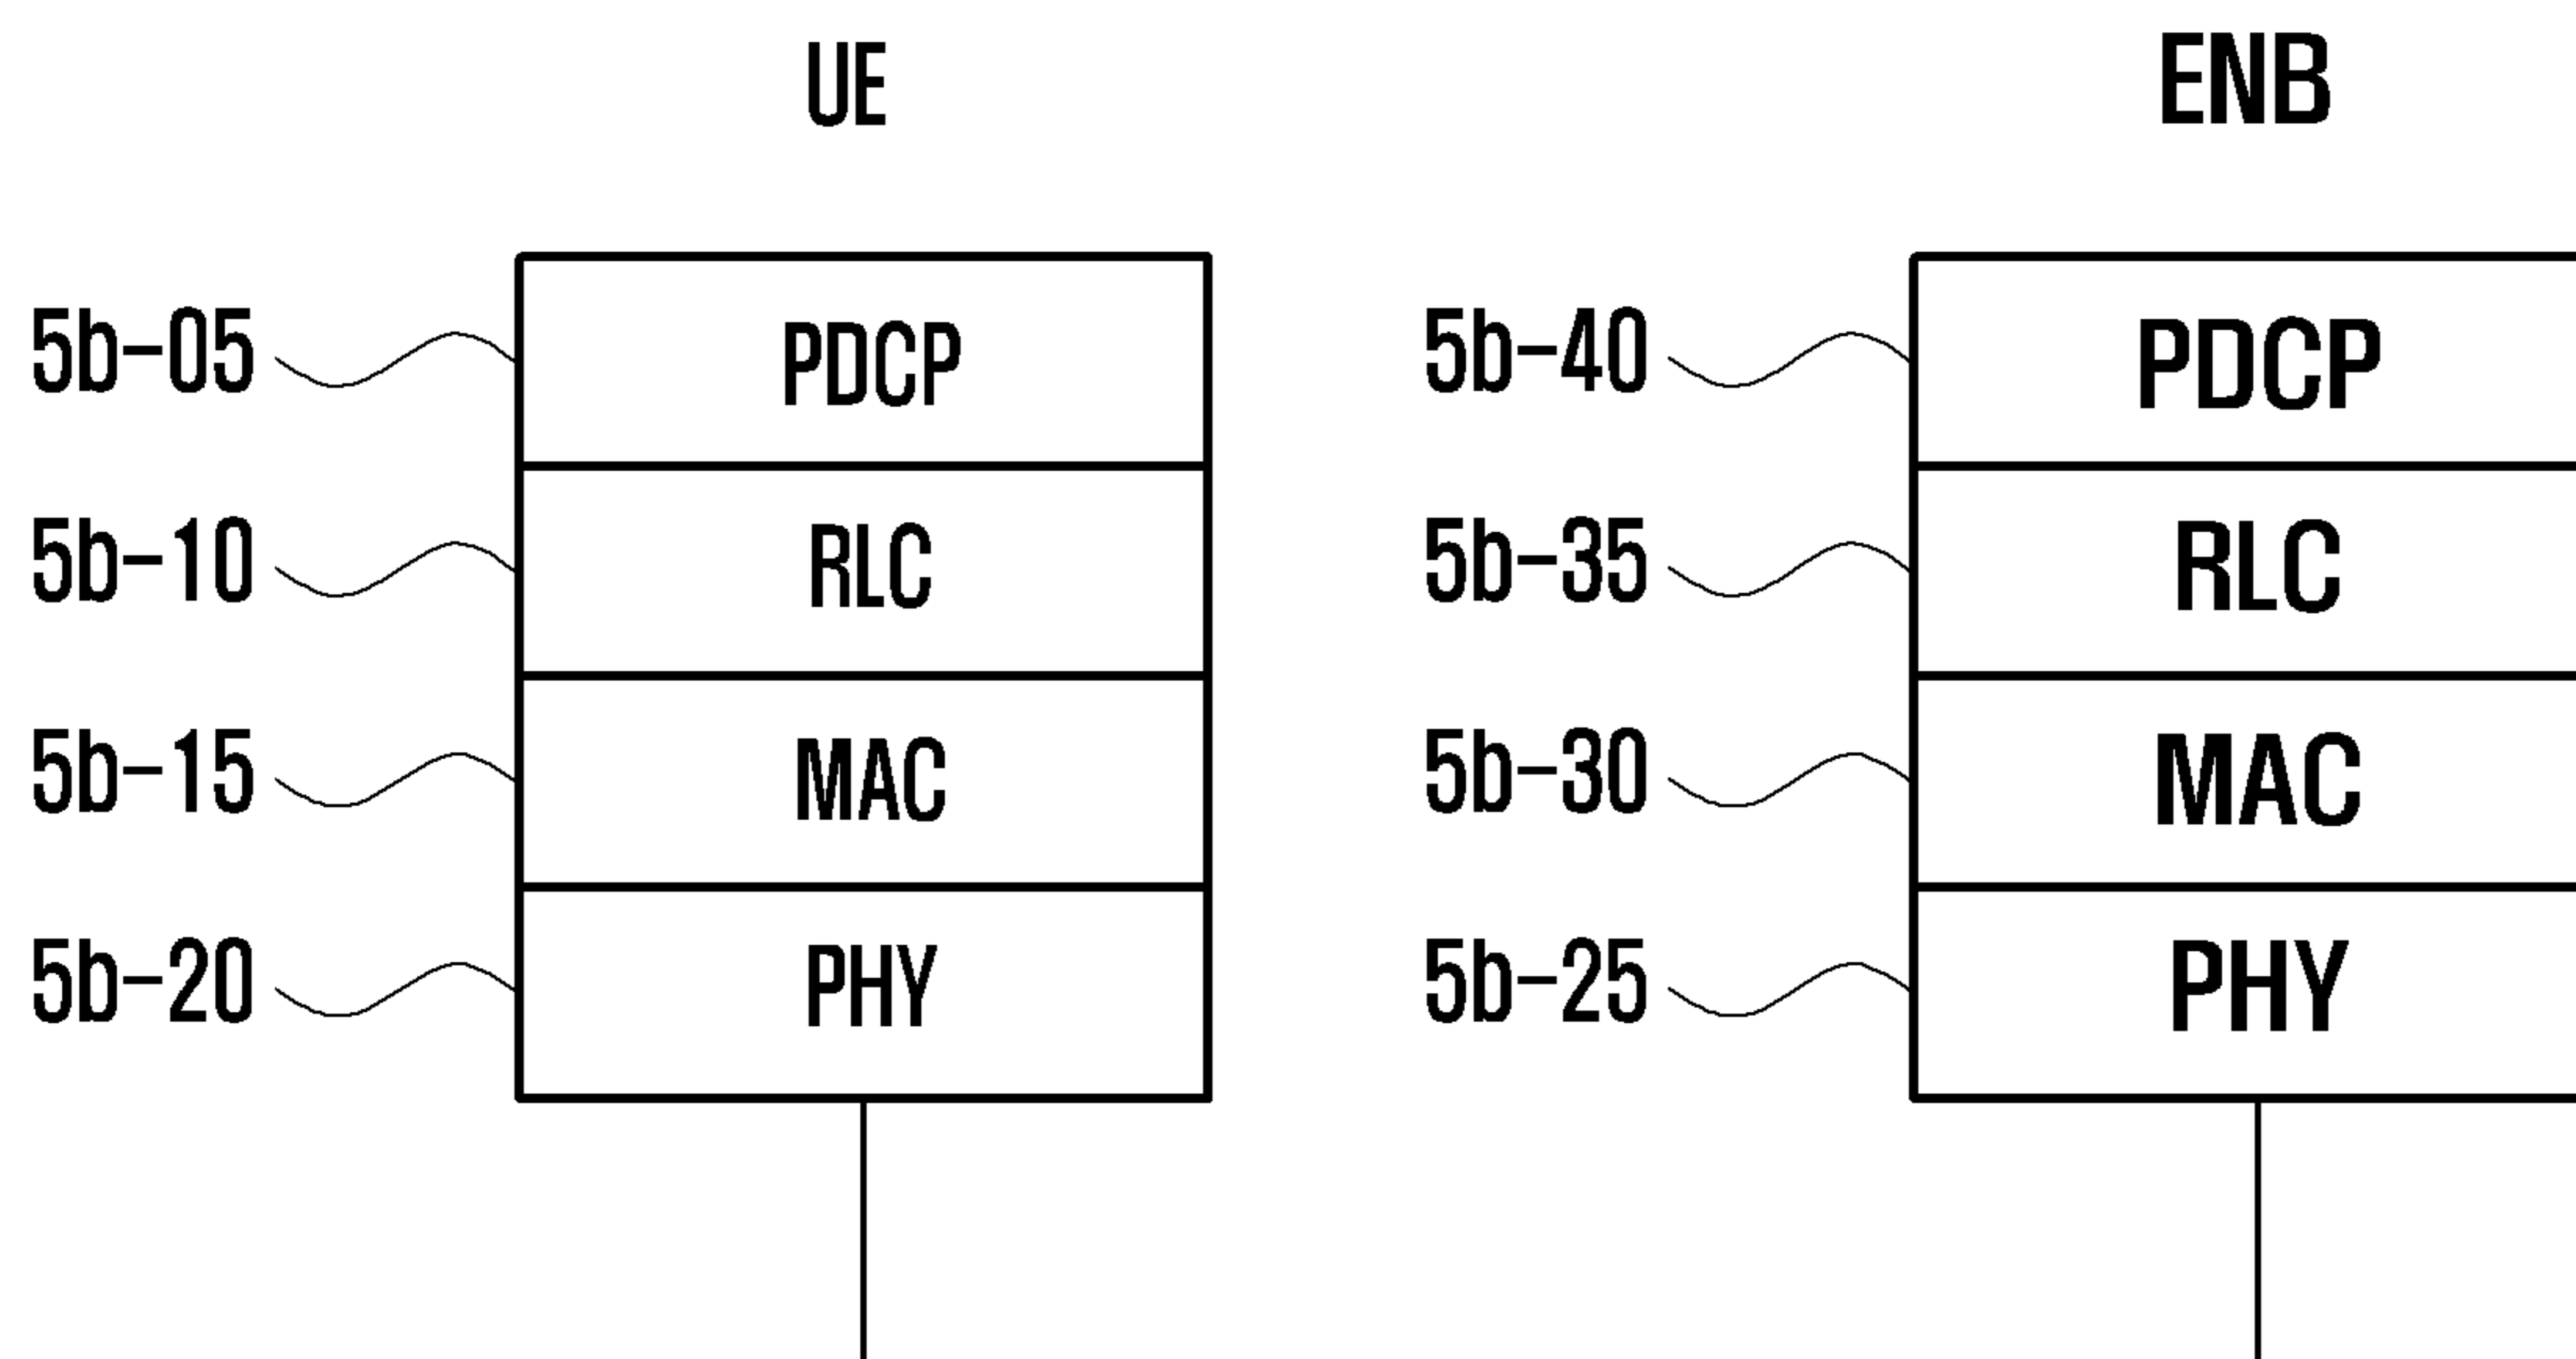 UE ENB
5b-05 PDCP 5b-40 PDCP
5b-10 RLC 5b-35 RLC
5b-15 MAC 5b-30 MAC
5b-20 PHY 5b-25 PHY